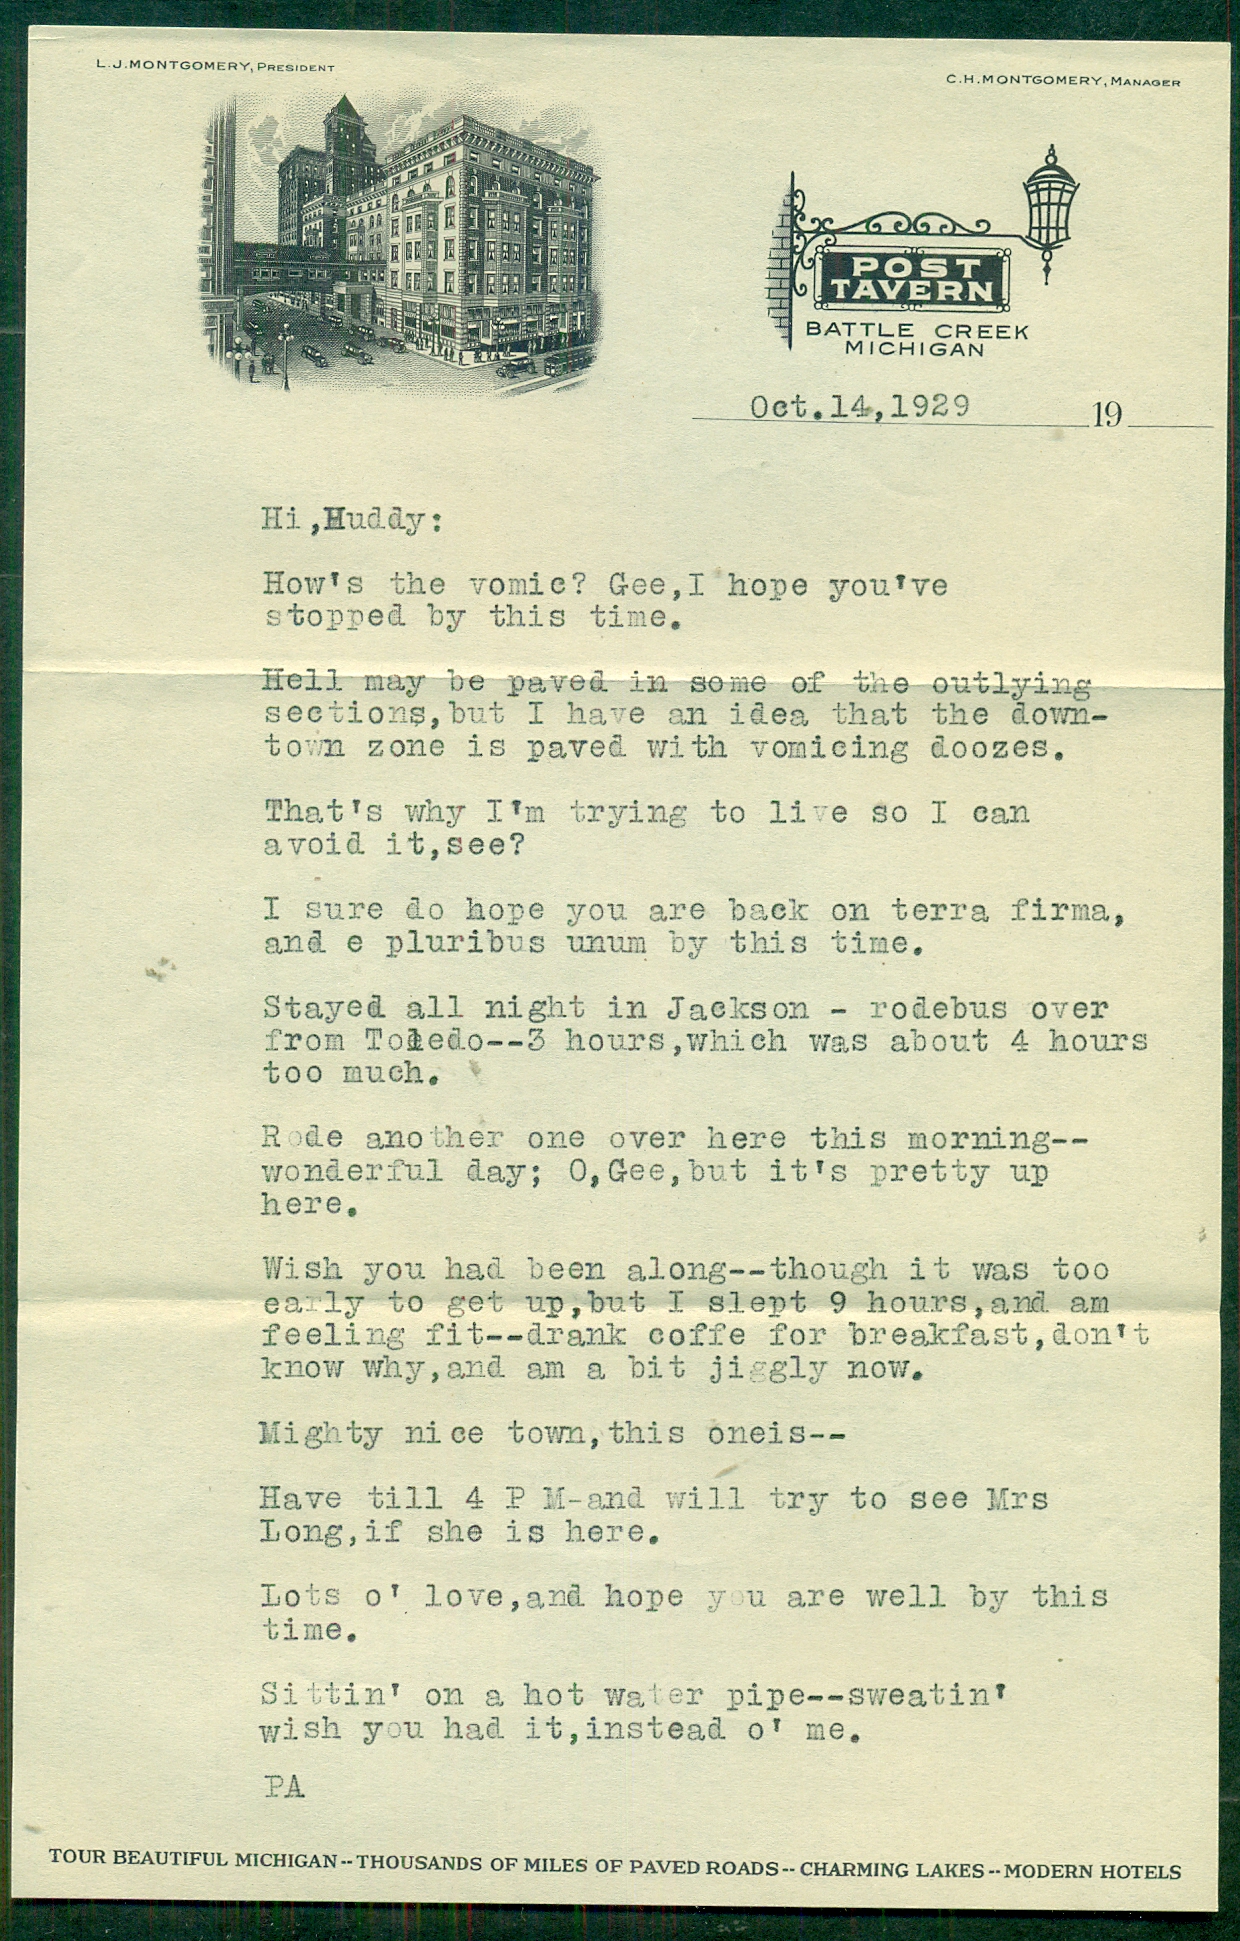 L.J.MONTGOMERY, PRESIDENT
C.H.MONTGOMERY, MANAGER
POST
TAVERN
BATTLE CREEK
MICHIGAN
Oct.14,1929 19
Hi,Huddy:
How's the vomic? Gee,I hope you've
stopped by this time.
Hell may be paved in some of the outlying
sections,but I have an idea that the down-
town zone is paved with vomicing doozes.
That's why I'm trying to live so I can
avoid it,see?
I sure do hope you are back on terra firma,
and e pluribus unum by this time.
Stayed all night in Jackson - rodebus over
from Toledo--3 hours,which was about 4 hours
too much.
Rode another one over here this morning--
wonderful day; O,Gee,but it's pretty up
here.
Wish you had been along--though it was too
early to get up,but I slept 9 hours,and am
feeling fit--drank coffe for breakfast,don't
know why,and am a bit jiggly now.
Mighty nice town,this oneis--
Have till 4 P M-and will try to see Mrs
Long,if she is here.
Lots o' love,and hope you are well by this
time.
Sittin' on a hot water pipe--sweatin'
wish you had it,instead o' me.
PA
TOUR BEAUTIFUL MICHIGAN--THOUSANDS OF MILES OF PAVED ROADS--CHARMING LAKES--MODERN HOTELS